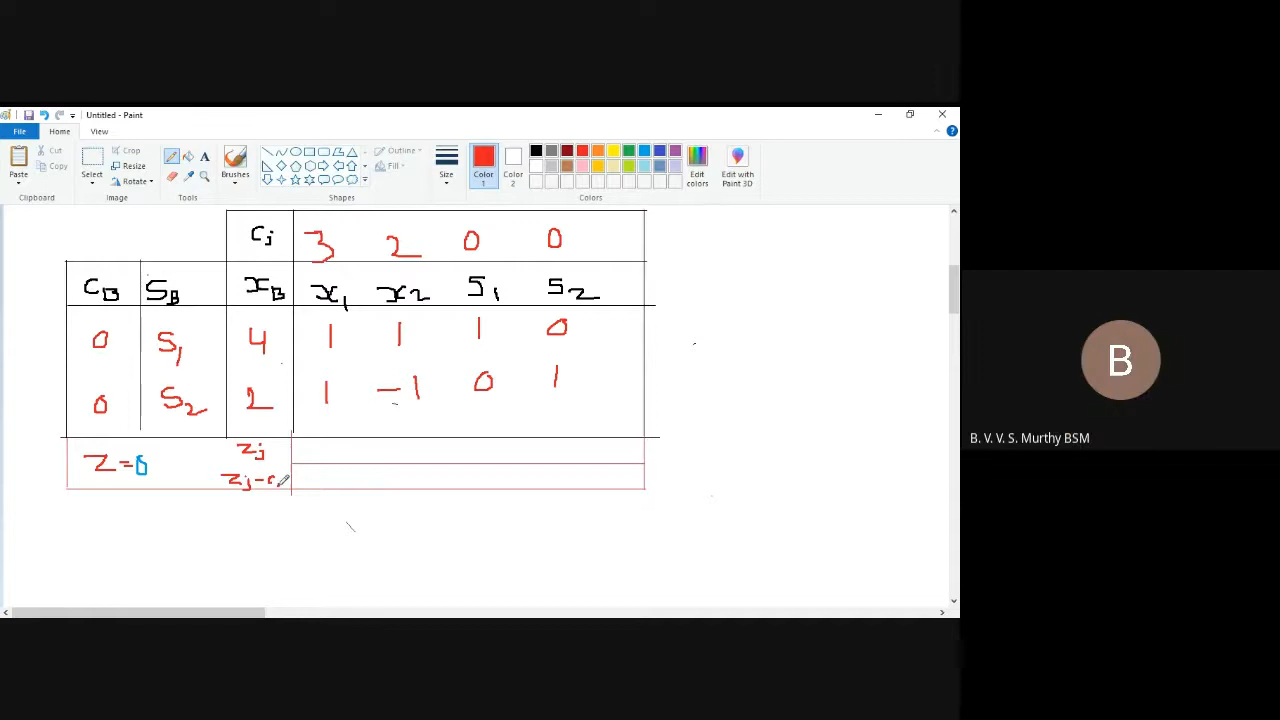 Untitled - Paint
File Home View
Paste
Cut
Copy
Clipboard
Select
Crop
Resize
Rotate
Image
Tools
Brushes
Outline
Fill
Shapes
Size
Color 1
Color 2
Edit colors
Edit with Paint 3D
Colors
Cj 3 2 0 0
CB SB xB x1 x2 S1 S2
0 S1 4 1 1 1 0
0 S2 2 1 -1 0 1
Z=0 Zj
Zj-c
B
B. V. V. S. Murthy BSM